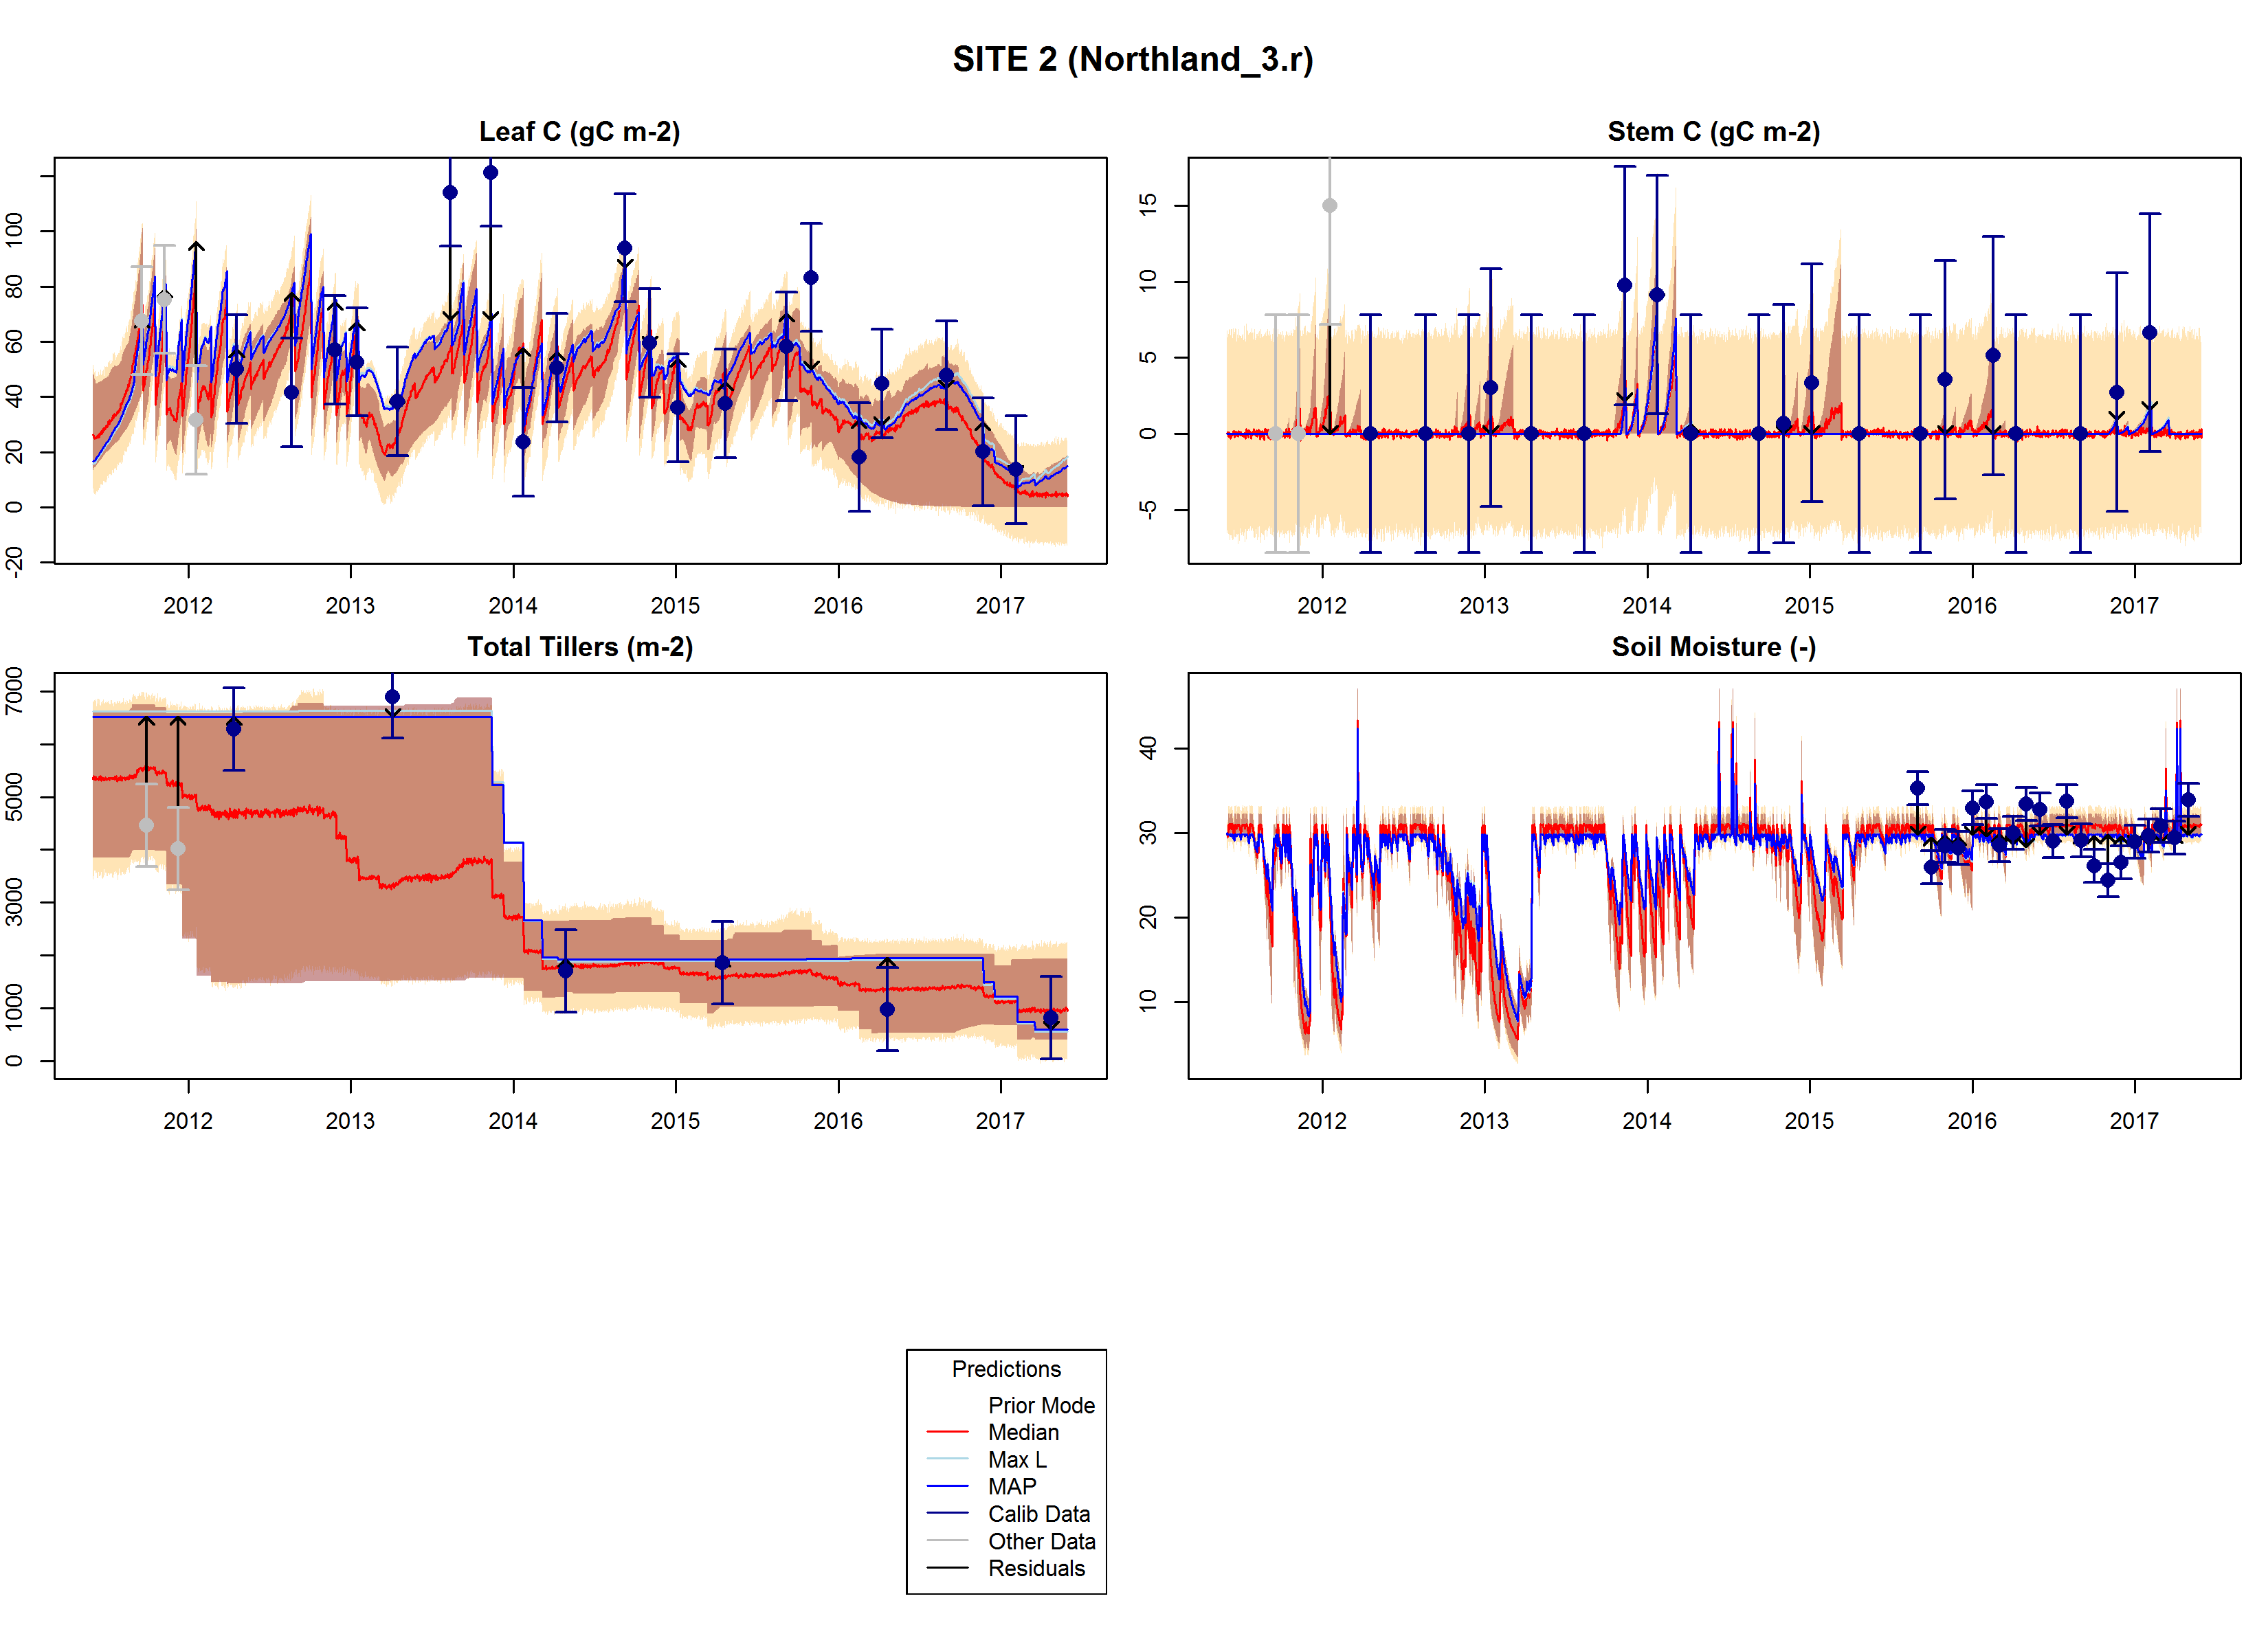 SITE 2 (Northland_3.r)
Leaf C (gC m-2)
-20 0 20 40 60 80 100
2012 2013 2014 2015 2016 2017
Stem C (gC m-2)
-5 0 5 10 15
2012 2013 2014 2015 2016 2017
Total Tillers (m-2)
0 1000 3000 5000 7000
2012 2013 2014 2015 2016 2017
Soil Moisture (-)
10 20 30 40
2012 2013 2014 2015 2016 2017
Predictions
Prior Mode
Median
Max L
MAP
Calib Data
Other Data
Residuals